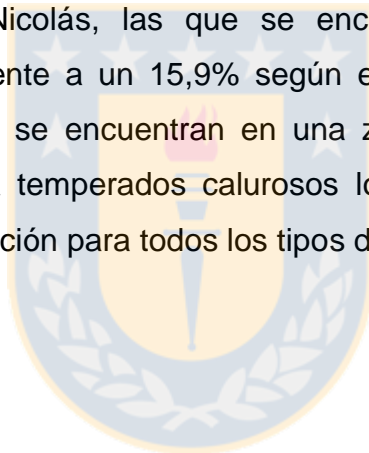 Nicolás, las que se enc
ente a un 15,9% según e
se encuentran en una z
temperados calurosos lo
ción para todos los tipos d